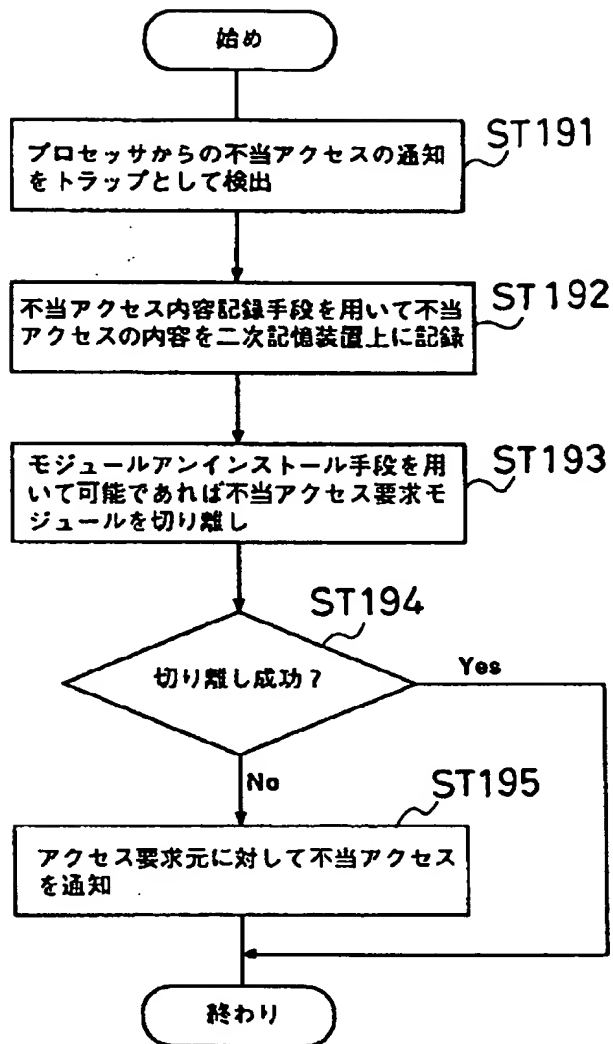 始め
ST191
プロセッサからの不当アクセスの通知
をトラップとして検出
ST192
不当アクセス内容記録手段を用いて不当
アクセスの内容を二次記憶装置上に記録
ST193
モジュールアンインストール手段を用
いて可能であれば不当アクセス要求モ
ジュールを切り離し
ST194
切り離し成功?
Yes
No
ST195
アクセス要求元に対して不当アクセス
を通知
終わり